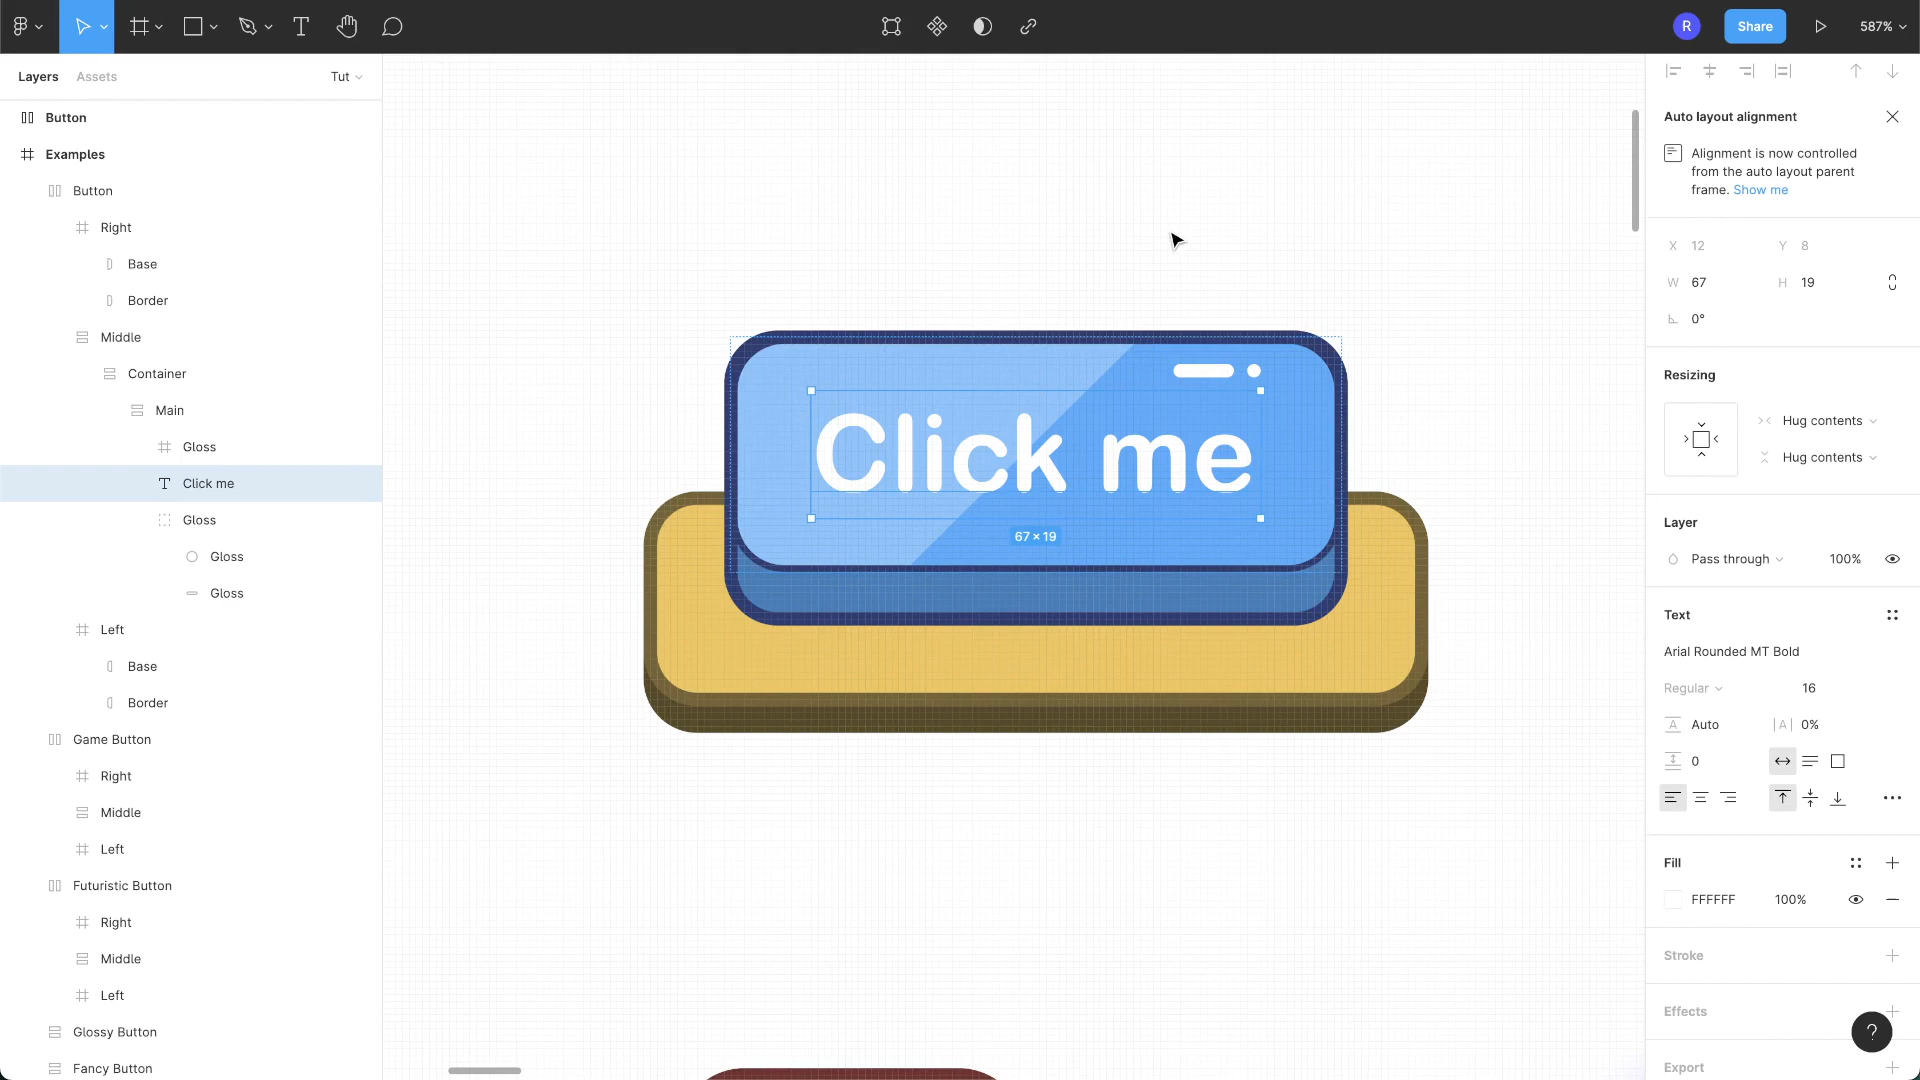 R
Share
587%
Layers
Assets
Tut
Button
Examples
Button
Right
Base
Border
Middle
Container
Main
Gloss
Click me
Gloss
Gloss
Gloss
Left
Base
Border
Game Button
Right
Middle
Left
Futuristic Button
Right
Middle
Left
Glossy Button
Fancy Button
Click me
67 × 19
Auto layout alignment
Alignment is now controlled
from the auto layout parent
frame. Show me
X 12 Y 8
W 67 H 19
0°
Resizing
Hug contents
Hug contents
Layer
Pass through 100%
Text
Arial Rounded MT Bold
Regular 16
A Auto |A| 0%
0
Fill
FFFFFF 100%
Stroke
Effects
?
Export